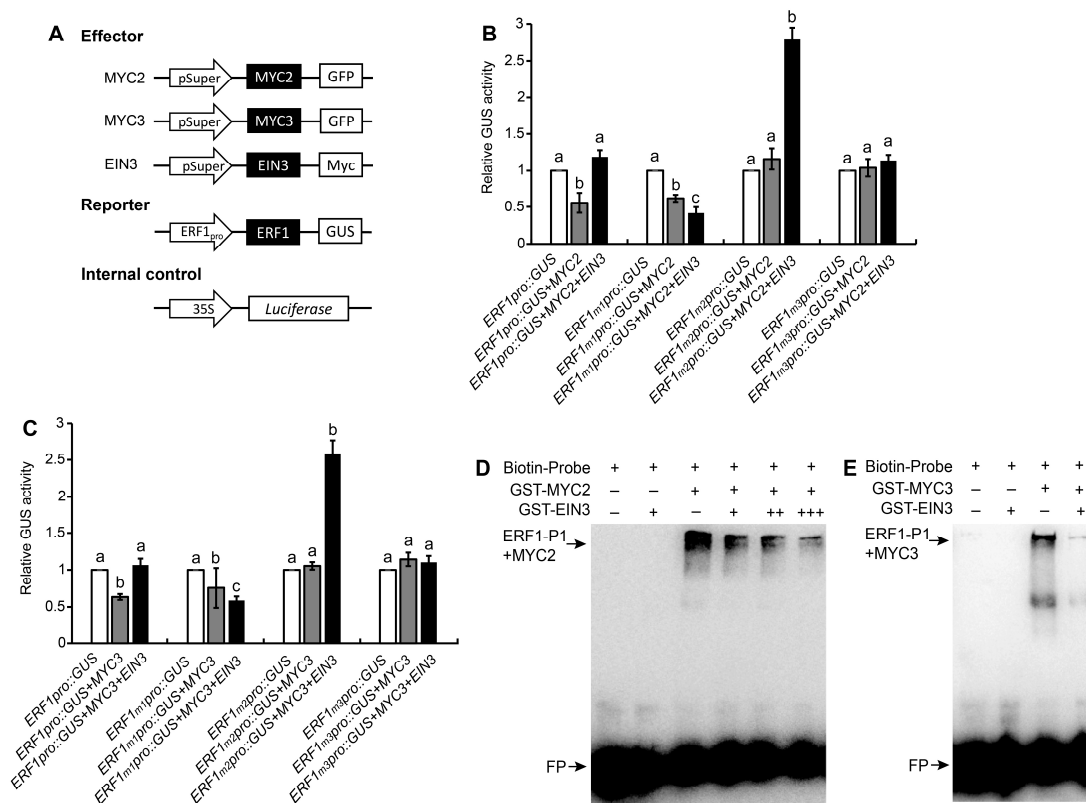 A
Effector
MYC2 pSuper MYC2 GFP
MYC3 pSuper MYC3 GFP
EIN3 pSuper EIN3 Myc
Reporter
ERF1pro ERF1 GUS
Internal control
35S Luciferase
B
Relative GUS activity
3
2.5
2
1.5
1
0.5
0
a b a a b c a a b a a a
ERF1pro::GUS
ERF1pro::GUS+MYC2
ERF1pro::GUS+MYC2+EIN3
ERF1m1pro::GUS
ERF1m1pro::GUS+MYC2
ERF1m1pro::GUS+MYC2+EIN3
ERF1m2pro::GUS
ERF1m2pro::GUS+MYC2
ERF1m2pro::GUS+MYC2+EIN3
ERF1m3pro::GUS
ERF1m3pro::GUS+MYC2
ERF1m3pro::GUS+MYC2+EIN3
C
Relative GUS activity
3
2.5
2
1.5
1
0.5
0
a b a a b c a a b a a a
ERF1pro::GUS
ERF1pro::GUS+MYC3
ERF1pro::GUS+MYC3+EIN3
ERF1m1pro::GUS
ERF1m1pro::GUS+MYC3
ERF1m1pro::GUS+MYC3+EIN3
ERF1m2pro::GUS
ERF1m2pro::GUS+MYC3
ERF1m2pro::GUS+MYC3+EIN3
ERF1m3pro::GUS
ERF1m3pro::GUS+MYC3
ERF1m3pro::GUS+MYC3+EIN3
D
Biotin-Probe + + + + + +
GST-MYC2 – – + + + +
GST-EIN3 – + – + ++ +++
ERF1-P1
+MYC2
FP
E
Biotin-Probe + + + +
GST-MYC3 – – + +
GST-EIN3 – + – +
ERF1-P1
+MYC3
FP